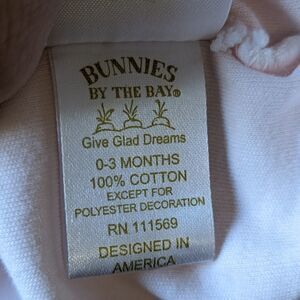 BUNNIES
BY THE BAY®
Give Glad Dreams
0-3 MONTHS
100% COTTON
EXCEPT FOR
POLYESTER DECORATION
RN 111569
DESIGNED IN
AMERICA